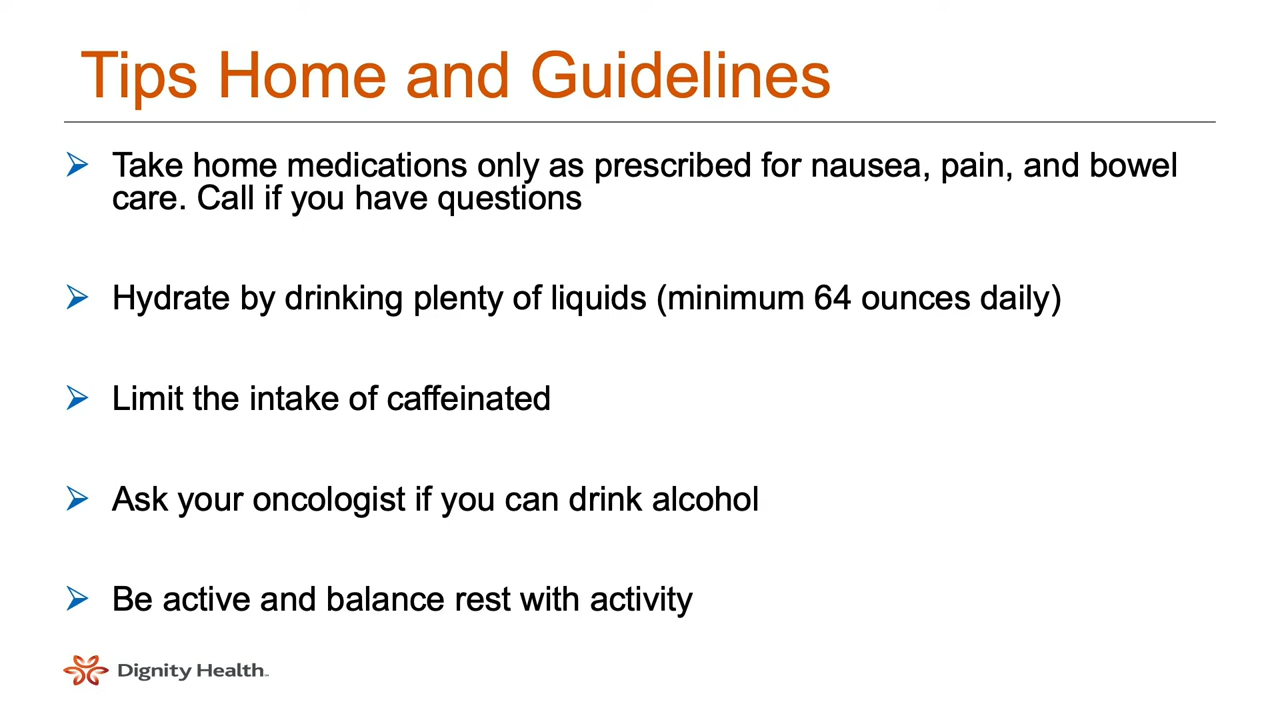 Tips Home and Guidelines
Take home medications only as prescribed for nausea, pain, and bowel
care. Call if you have questions
Hydrate by drinking plenty of liquids (minimum 64 ounces daily)
Limit the intake of caffeinated
Ask your oncologist if you can drink alcohol
Be active and balance rest with activity
Dignity Health™